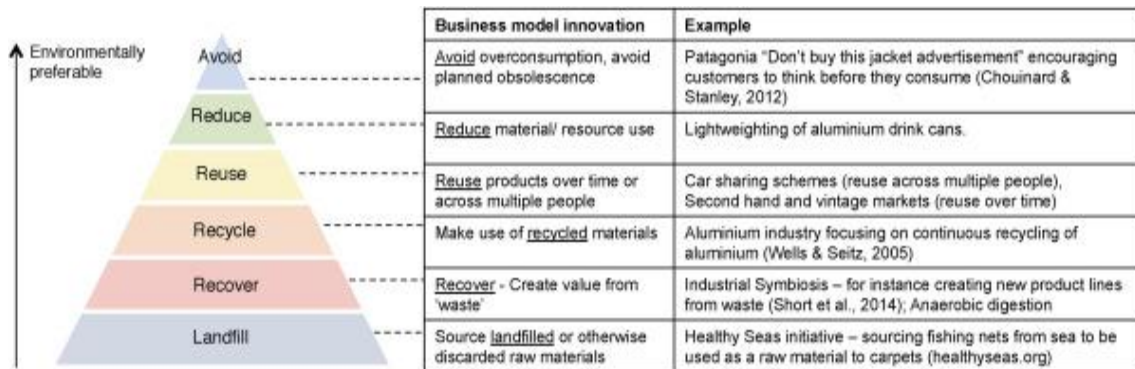 Environmentally
preferable
Avoid
Reduce
Reuse
Recycle
Recover
Landfill
Business model innovation
Example
Avoid overconsumption, avoid
planned obsolescence
Patagonia “Don’t buy this jacket advertisement” encouraging
customers to think before they consume (Chouinard &
Stanley, 2012)
Reduce material/ resource use
Lightweighting of aluminium drink cans.
Reuse products over time or
across multiple people
Car sharing schemes (reuse across multiple people),
Second hand and vintage markets (reuse over time)
Make use of recycled materials
Aluminium industry focusing on continuous recycling of
aluminium (Wells & Seitz, 2005)
Recover - Create value from
‘waste’
Industrial Symbiosis – for instance creating new product lines
from waste (Short et al., 2014); Anaerobic digestion
Source landfilled or otherwise
discarded raw materials
Healthy Seas initiative – sourcing fishing nets from sea to be
used as a raw material to carpets (healthyseas.org)